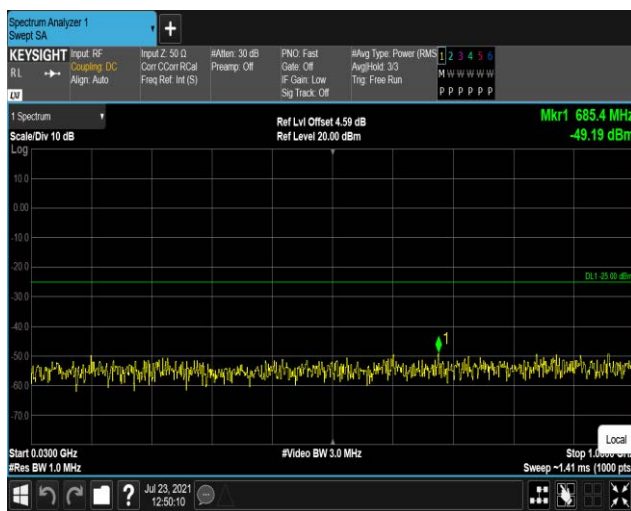 Spectrum Analyzer 1
Swept SA
+
KEYSIGHT Input: RF Input Z: 50 Ω #Atten: 30 dB PNO: Fast #Avg Type: Power (RMS 1 2 3 4 5 6
RL Coupling: DC Corr CCorr RCal Preamp: Off Gate: Off Avg|Hold: 3/3 M W W W W W
Align: Auto Freq Ref: Int (S) IF Gain: Low Trig: Free Run
Sig Track: Off P P P P P P
LXI
1 Spectrum Ref Lvl Offset 4.59 dB Mkr1 685.4 MHz
Scale/Div 10 dB Ref Level 20.00 dBm -49.19 dBm
Log
10.0
0.00
-10.0
-20.0
DL1 -25.00 dBm
-30.0
-40.0
1
-50.0
-60.0
-70.0
Local
Start 0.0300 GHz #Video BW 3.0 MHz Stop
#Res BW 1.0 MHz Sweep ~1.41 ms (1000 pts
? Jul 23, 2021
12:50:10